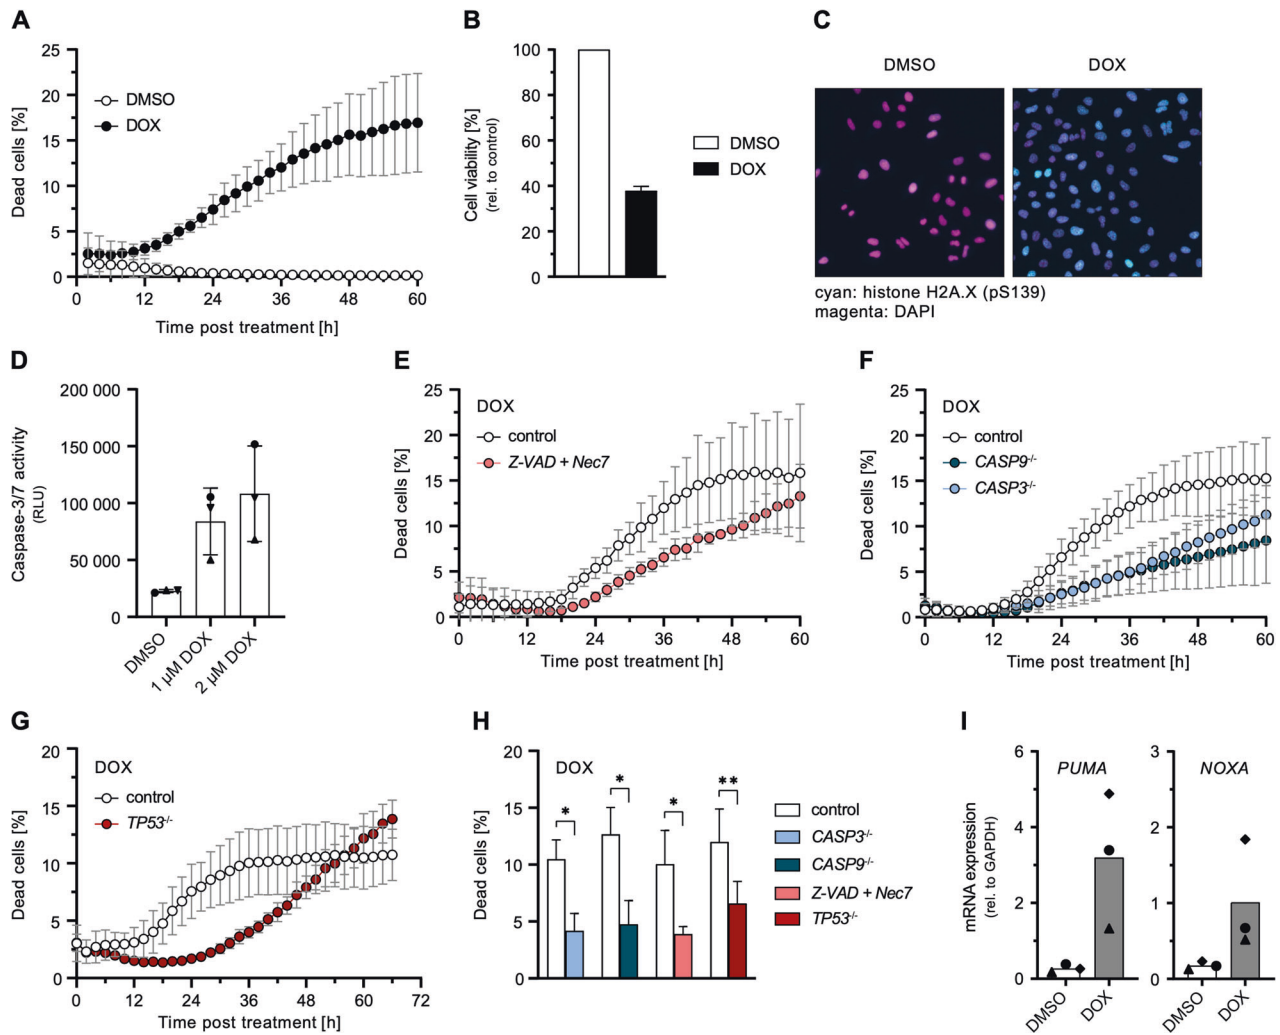 A
25
20
15
10
5
0
Dead cells [%]
DMSO
DOX
0 12 24 36 48 60
Time post treatment [h]
B
100
80
60
40
20
0
Cell viability [%]
(rel. to control)
DMSO
DOX
C
DMSO DOX
cyan: histone H2A.X (pS139)
magenta: DAPI
D
200 000
150 000
100 000
50 000
0
Caspase-3/7 activity
(RLU)
DMSO
1 µM DOX
2 µM DOX
E
25
20
15
10
5
0
Dead cells [%]
DOX
control
Z-VAD + Nec7
0 12 24 36 48 60
Time post treatment [h]
F
25
20
15
10
5
0
Dead cells [%]
DOX
control
CASP9-/-
CASP3-/-
0 12 24 36 48 60
Time post treatment [h]
G
20
15
10
5
0
Dead cells [%]
DOX
control
TP53-/-
0 12 24 36 48 60 72
Time post treatment [h]
H
20
15
10
5
0
Dead cells [%]
DOX
* * * **
control
CASP3-/-
CASP9-/-
Z-VAD + Nec7
TP53-/-
I
6
4
2
0
mRNA expression
(rel. to GAPDH)
PUMA
DMSO
DOX
3
2
1
0
NOXA
DMSO
DOX